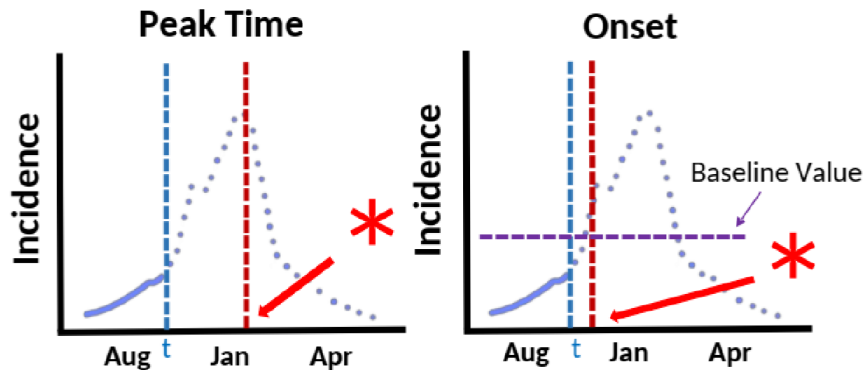 Peak Time
Incidence
*
Aug t Jan Apr
Onset
Incidence
Baseline Value
*
Aug t Jan Apr